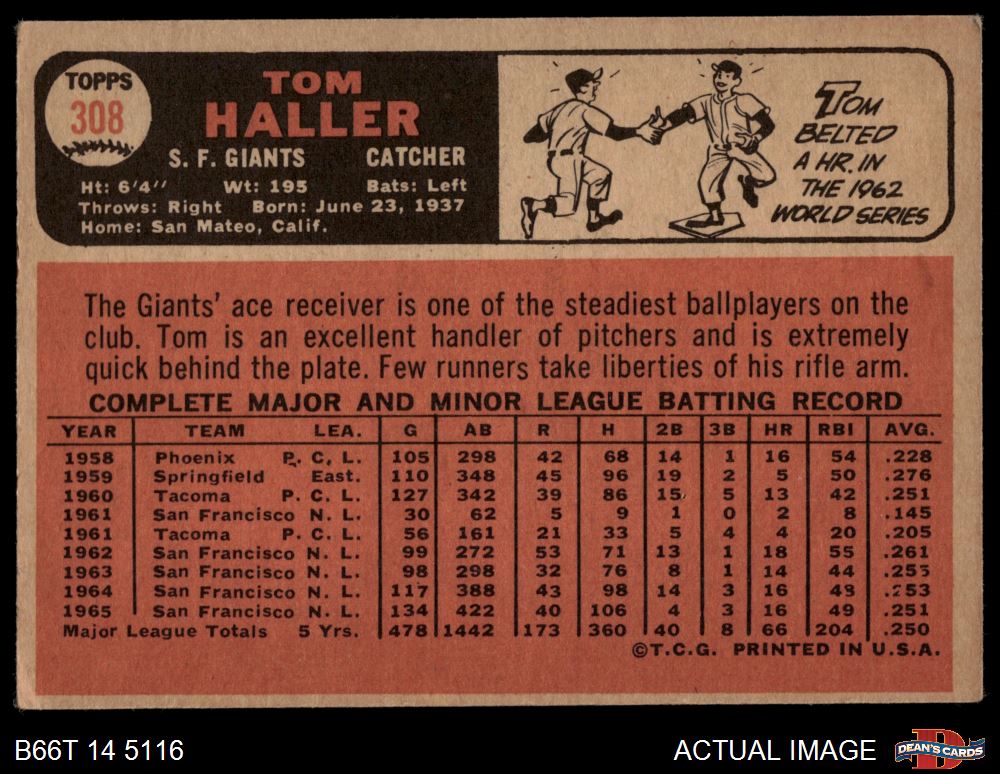 TOPPS
308
TOM
HALLER
S. F. GIANTS CATCHER
Ht: 6'4" Wt: 195 Bats: Left
Throws: Right Born: June 23, 1937
Home: San Mateo, Calif.
TOM
BELTED
A HR. IN
THE 1962
WORLD SERIES
The Giants' ace receiver is one of the steadiest ballplayers on the
club. Tom is an excellent handler of pitchers and is extremely
quick behind the plate. Few runners take liberties of his rifle arm.
COMPLETE MAJOR AND MINOR LEAGUE BATTING RECORD
YEAR TEAM LEA. G AB R H 2B 3B HR RBI AVG.
1958 Phoenix P. C. L. 105 298 42 68 14 1 16 54 .228
1959 Springfield East. 110 348 45 96 19 2 5 50 .276
1960 Tacoma P. C. L. 127 342 39 86 15 5 13 42 .251
1961 San Francisco N. L. 30 62 5 9 1 0 2 8 .145
1961 Tacoma P. C. L. 56 161 21 33 5 4 4 20 .205
1962 San Francisco N. L. 99 272 53 71 13 1 18 55 .261
1963 San Francisco N. L. 98 298 32 76 8 1 14 44 .255
1964 San Francisco N. L. 117 388 43 98 14 3 16 48 .253
1965 San Francisco N. L. 134 422 40 106 4 3 16 49 .251
Major League Totals 5 Yrs. 478 1442 173 360 40 8 66 204 .250
©T.C.G. PRINTED IN U.S.A.
B66T 14 5116
ACTUAL IMAGE
DEAN'S CARDS